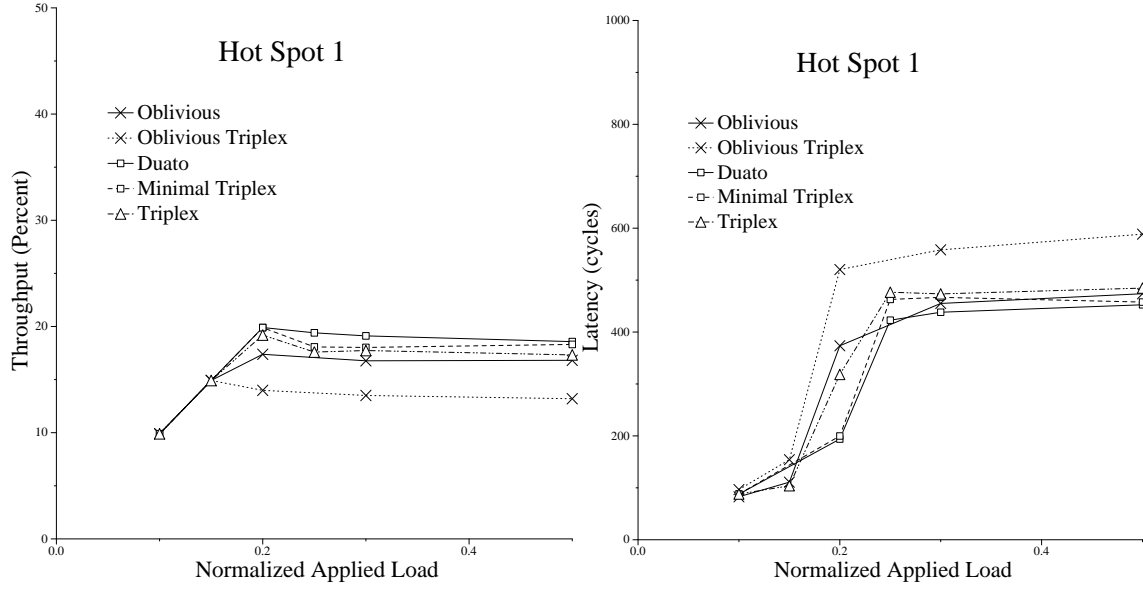 Hot Spot 1
Oblivious
Oblivious Triplex
Duato
Minimal Triplex
Triplex
Throughput (Percent)
50
40
30
20
10
0
0.0
0.2
0.4
Normalized Applied Load
Hot Spot 1
Oblivious
Oblivious Triplex
Duato
Minimal Triplex
Triplex
Latency (cycles)
1000
800
600
400
200
0
0.0
0.2
0.4
Normalized Applied Load